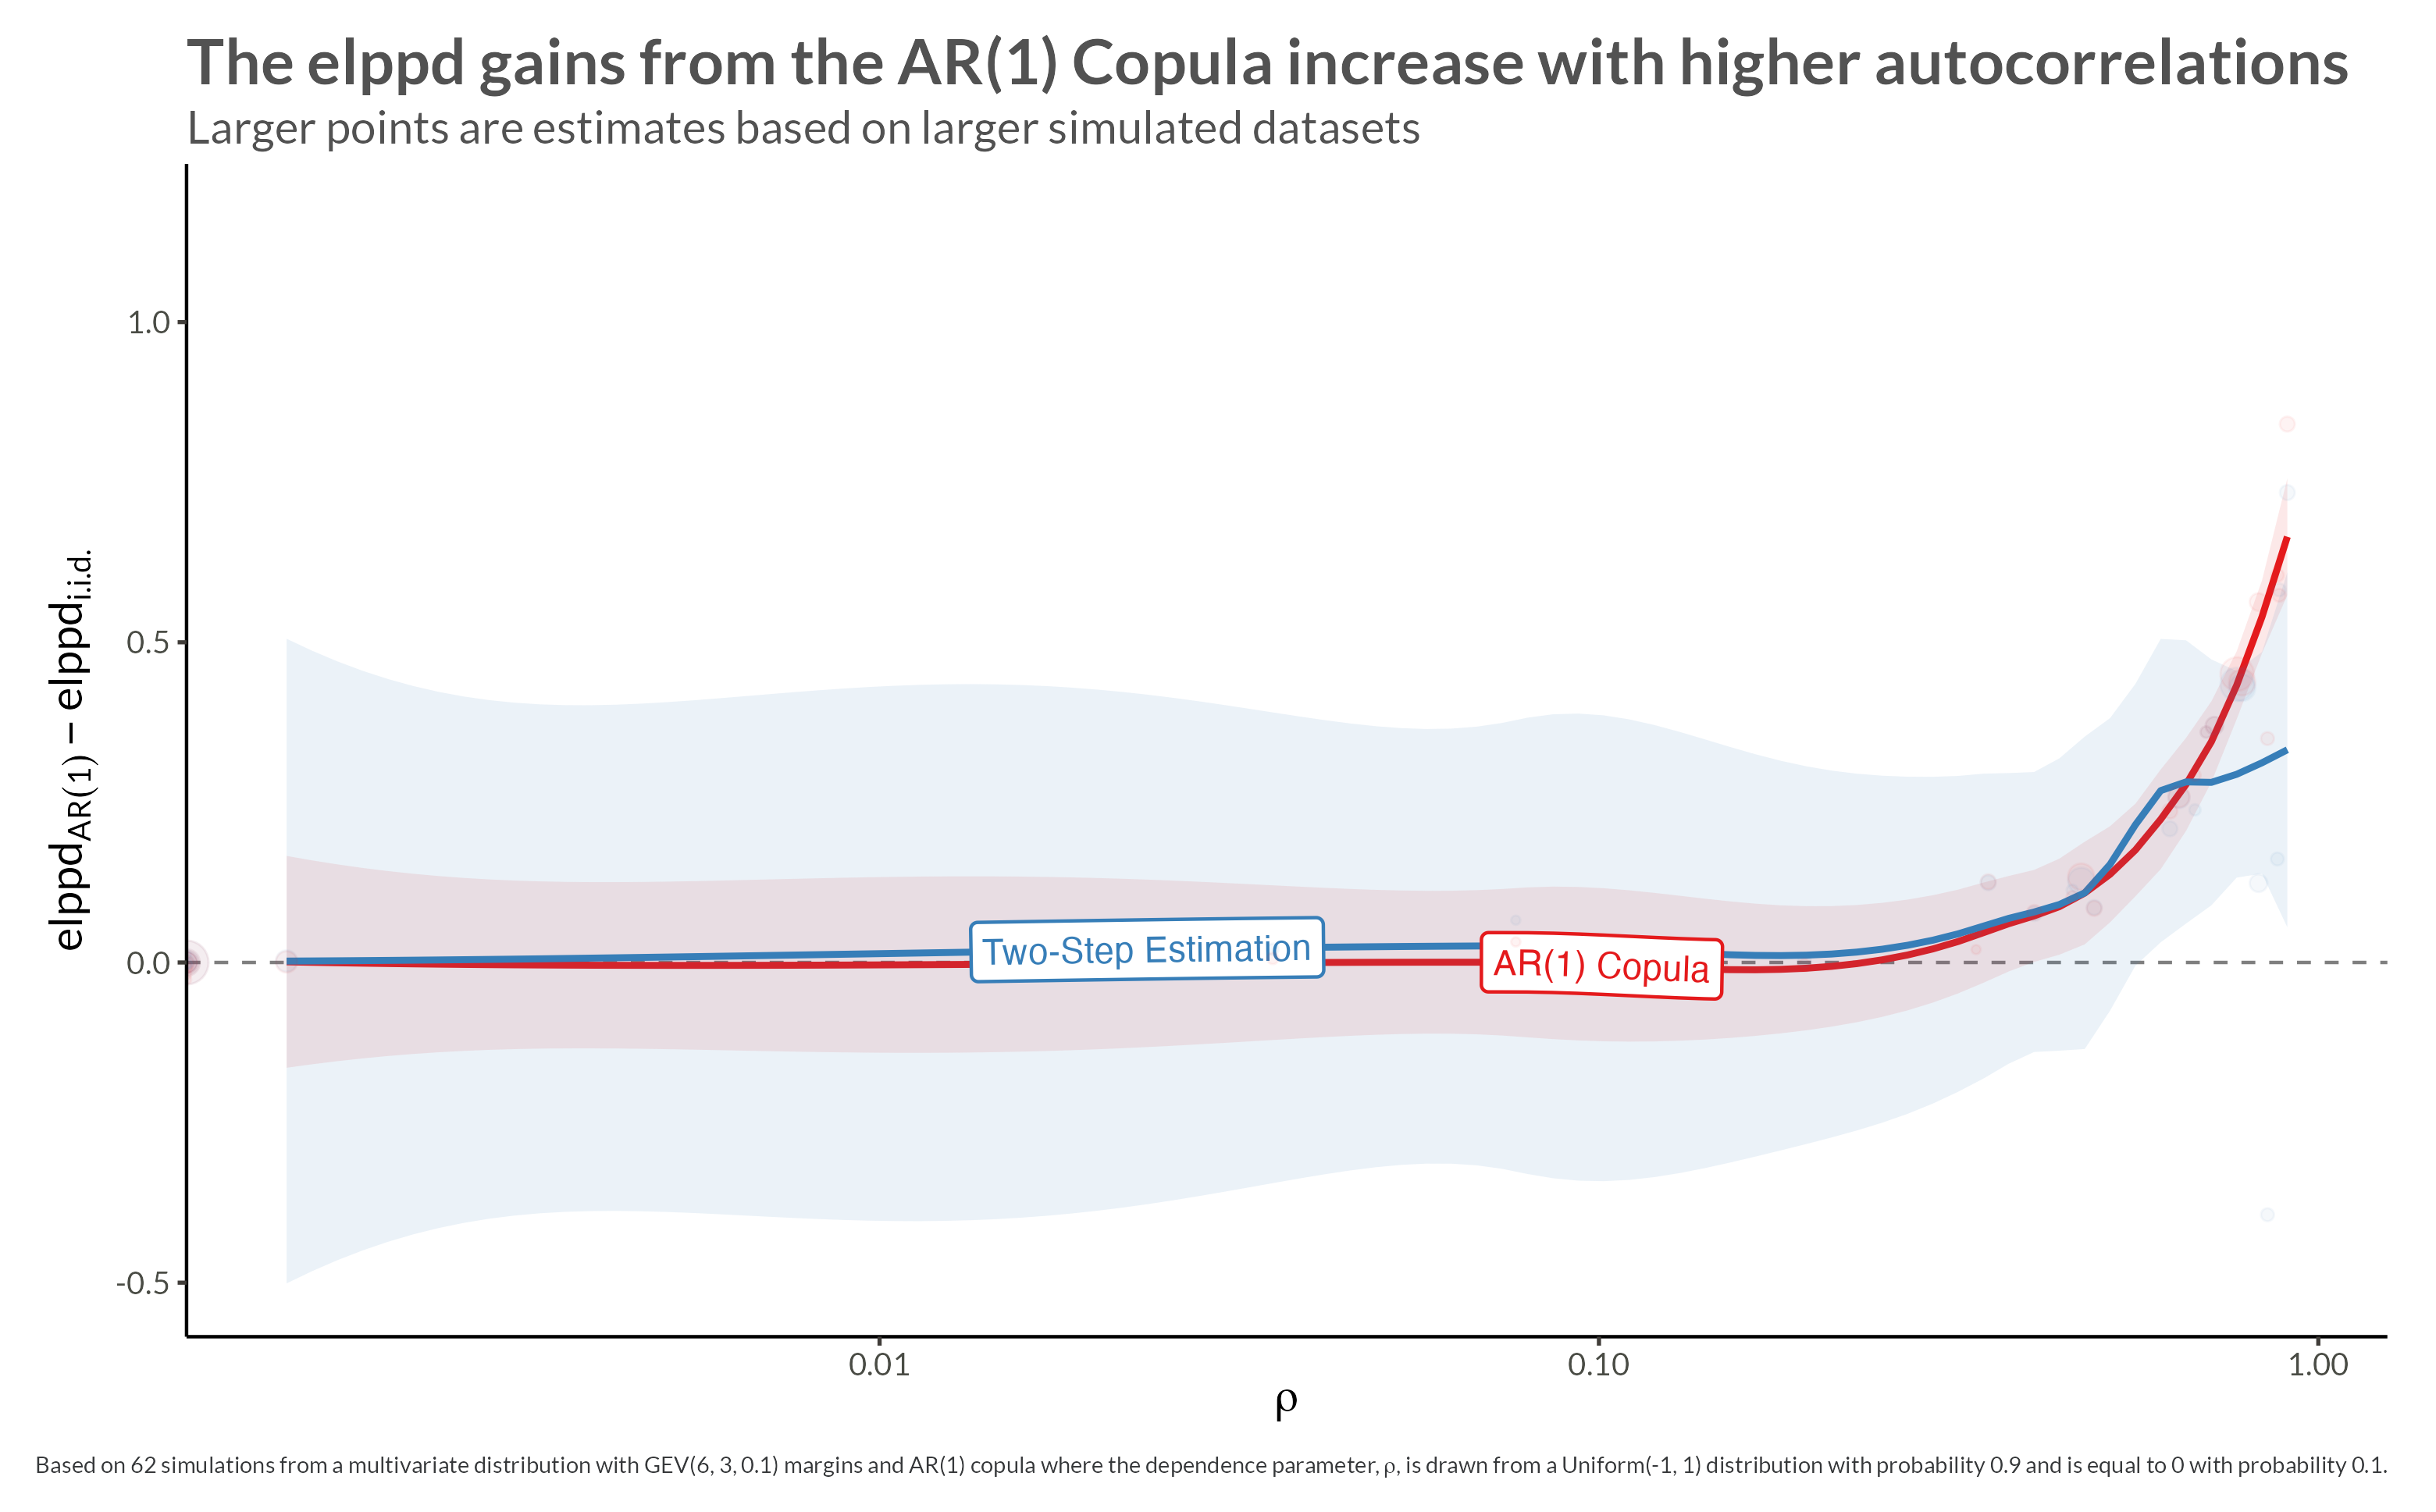 The elppd gains from the AR(1) Copula increase with higher autocorrelations
Larger points are estimates based on larger simulated datasets
elppd_AR(1) − elppd_i.i.d.
1.0
0.5
0.0
-0.5
Two-Step Estimation
AR(1) Copula
0.01
0.10
1.00
ρ
Based on 62 simulations from a multivariate distribution with GEV(6, 3, 0.1) margins and AR(1) copula where the dependence parameter, ρ, is drawn from a Uniform(-1, 1) distribution with probability 0.9 and is equal to 0 with probability 0.1.